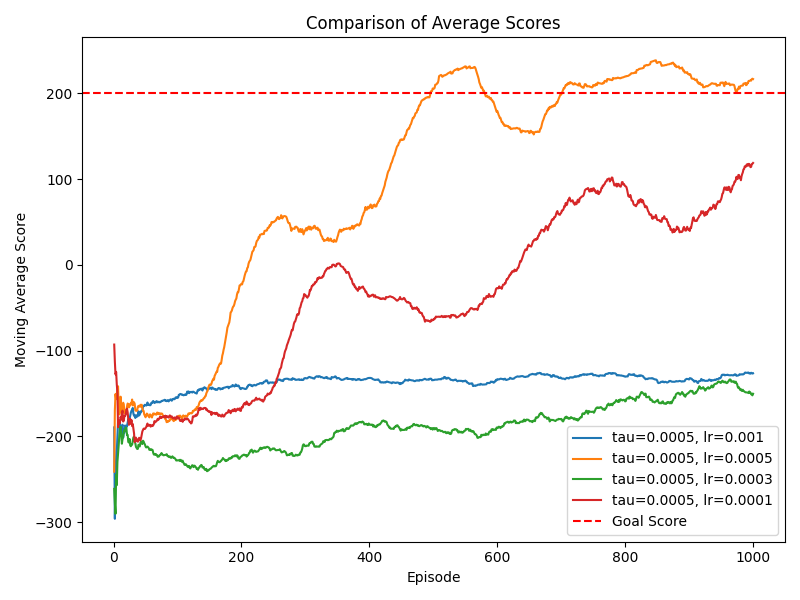 Comparison of Average Scores
Moving Average Score
200
100
0
−100
−200
−300
0
200
400
600
800
1000
Episode
tau=0.0005, lr=0.001
tau=0.0005, lr=0.0005
tau=0.0005, lr=0.0003
tau=0.0005, lr=0.0001
Goal Score